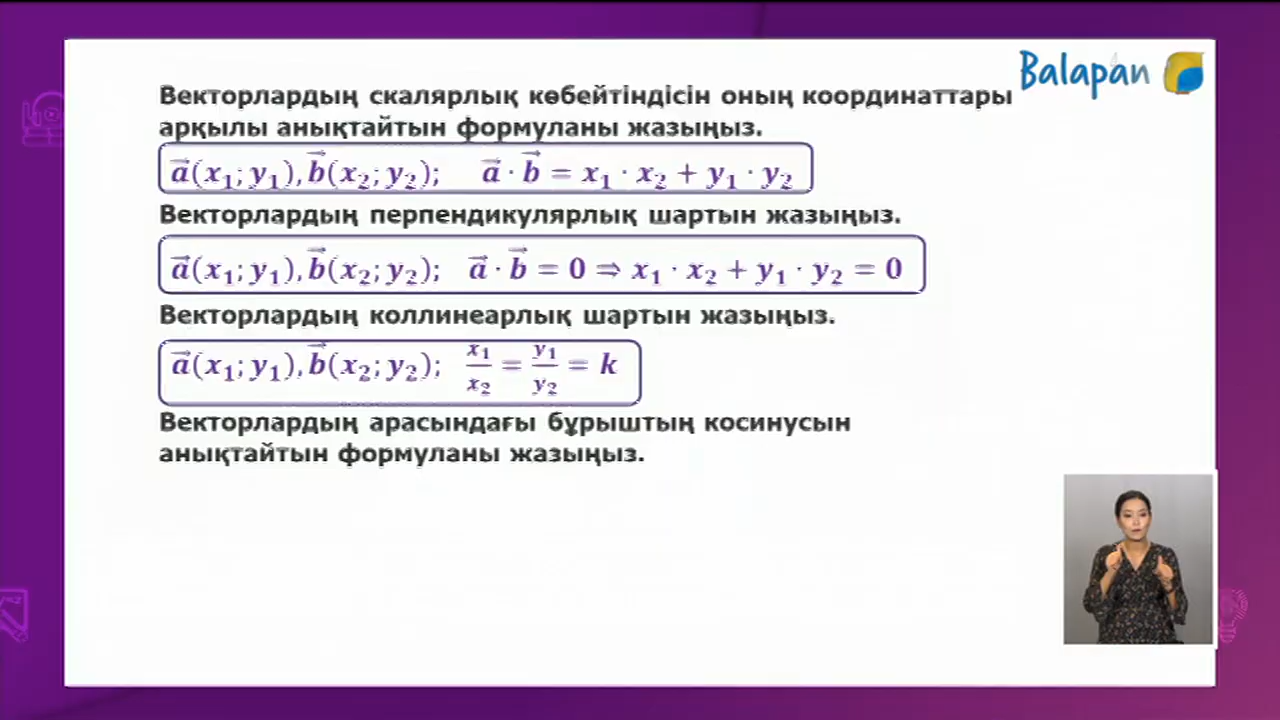 Balapan
Векторлардың скалярлық көбейтіндісін оның координаттары
арқылы анықтайтын формуланы жазыңыз.
a⃗(x₁; y₁), b⃗(x₂; y₂);   a⃗ · b⃗ = x₁ · x₂ + y₁ · y₂
Векторлардың перпендикулярлық шартын жазыңыз.
a⃗(x₁; y₁), b⃗(x₂; y₂);   a⃗ · b⃗ = 0 ⇒ x₁ · x₂ + y₁ · y₂ = 0
Векторлардың коллинеарлық шартын жазыңыз.
a⃗(x₁; y₁), b⃗(x₂; y₂);   x₁/x₂ = y₁/y₂ = k
Векторлардың арасындағы бұрыштың косинусын
анықтайтын формуланы жазыңыз.